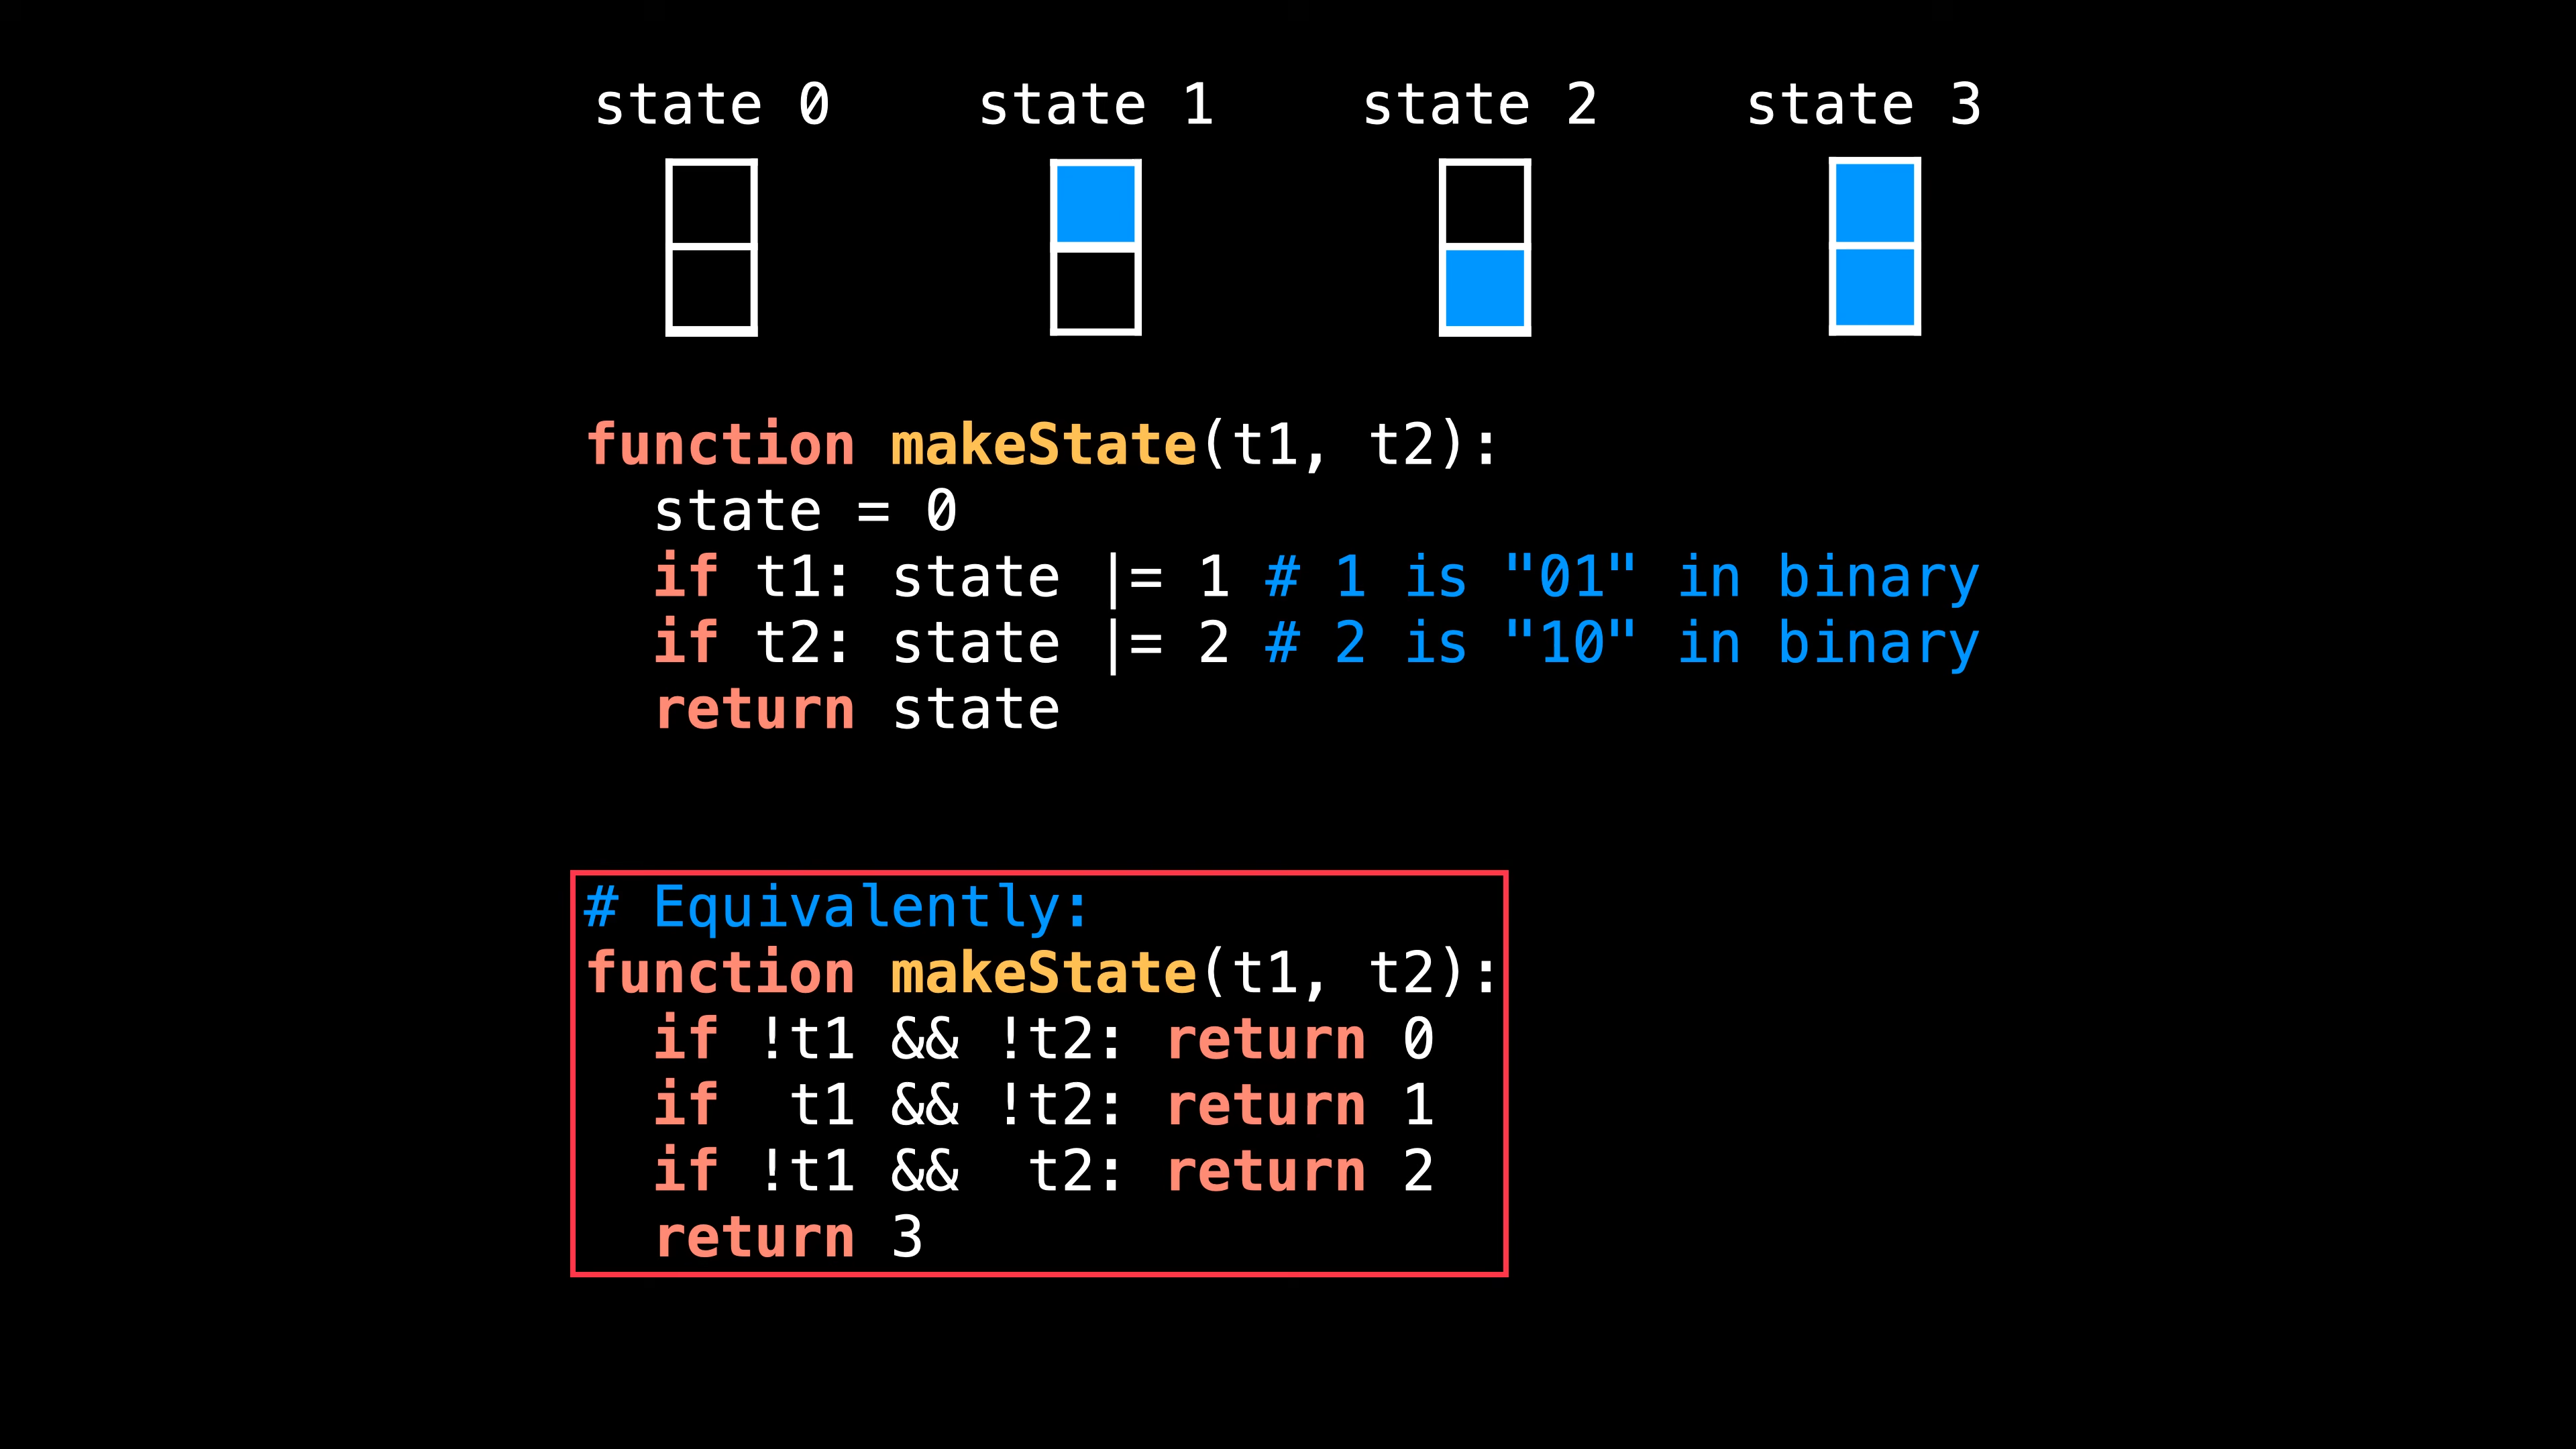 state 0 state 1 state 2 state 3
function makeState(t1, t2):
  state = 0
  if t1: state |= 1 # 1 is "01" in binary
  if t2: state |= 2 # 2 is "10" in binary
  return state
# Equivalently:
function makeState(t1, t2):
  if !t1 && !t2: return 0
  if  t1 && !t2: return 1
  if !t1 &&  t2: return 2
  return 3